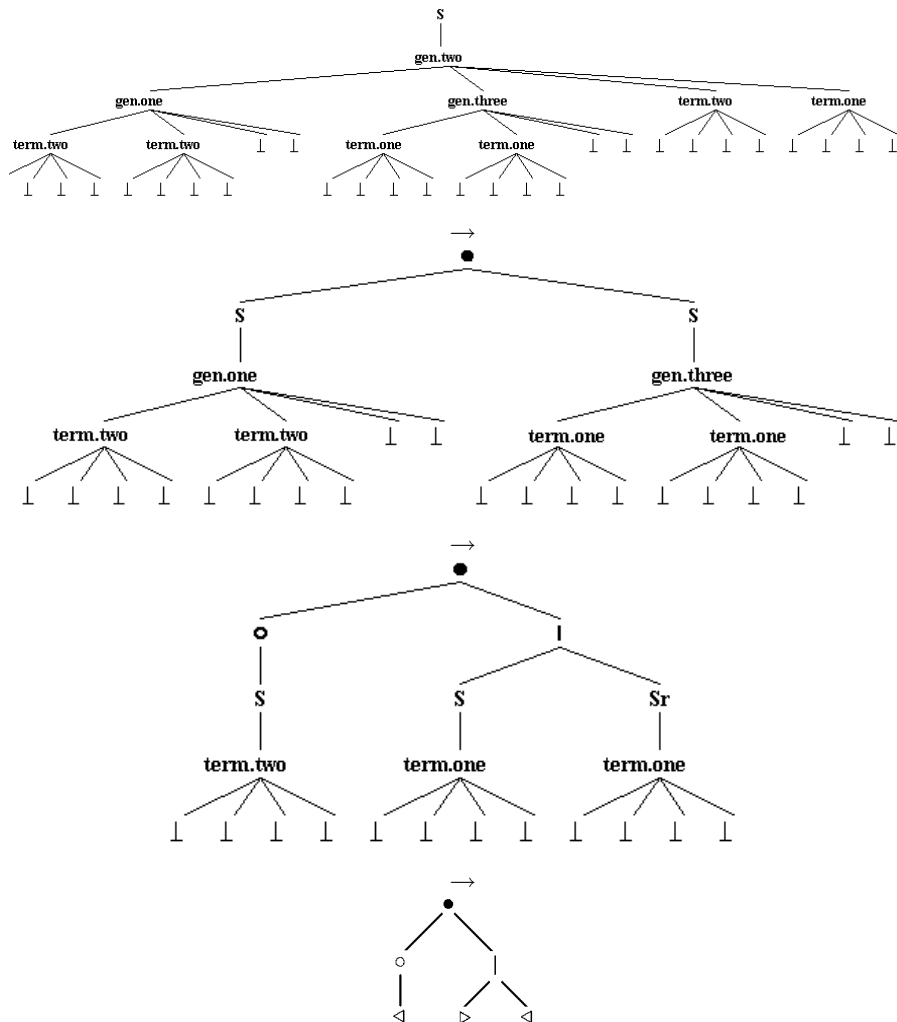 S
gen.two
gen.one gen.three term.two term.one
term.two term.two ⊥ ⊥ term.one term.one ⊥ ⊥ ⊥ ⊥ ⊥ ⊥ ⊥ ⊥ ⊥ ⊥
⊥ ⊥ ⊥ ⊥ ⊥ ⊥ ⊥ ⊥ ⊥ ⊥ ⊥ ⊥ ⊥ ⊥ ⊥
→
●
S S
gen.one gen.three
term.two term.two ⊥ ⊥ term.one term.one ⊥ ⊥
⊥ ⊥ ⊥ ⊥ ⊥ ⊥ ⊥ ⊥ ⊥ ⊥ ⊥ ⊥ ⊥ ⊥ ⊥ ⊥
→
●
○ |
S S Sr
term.two term.one term.one
⊥ ⊥ ⊥ ⊥ ⊥ ⊥ ⊥ ⊥ ⊥ ⊥ ⊥ ⊥
→
●
○ |
◁ ▷ ◁